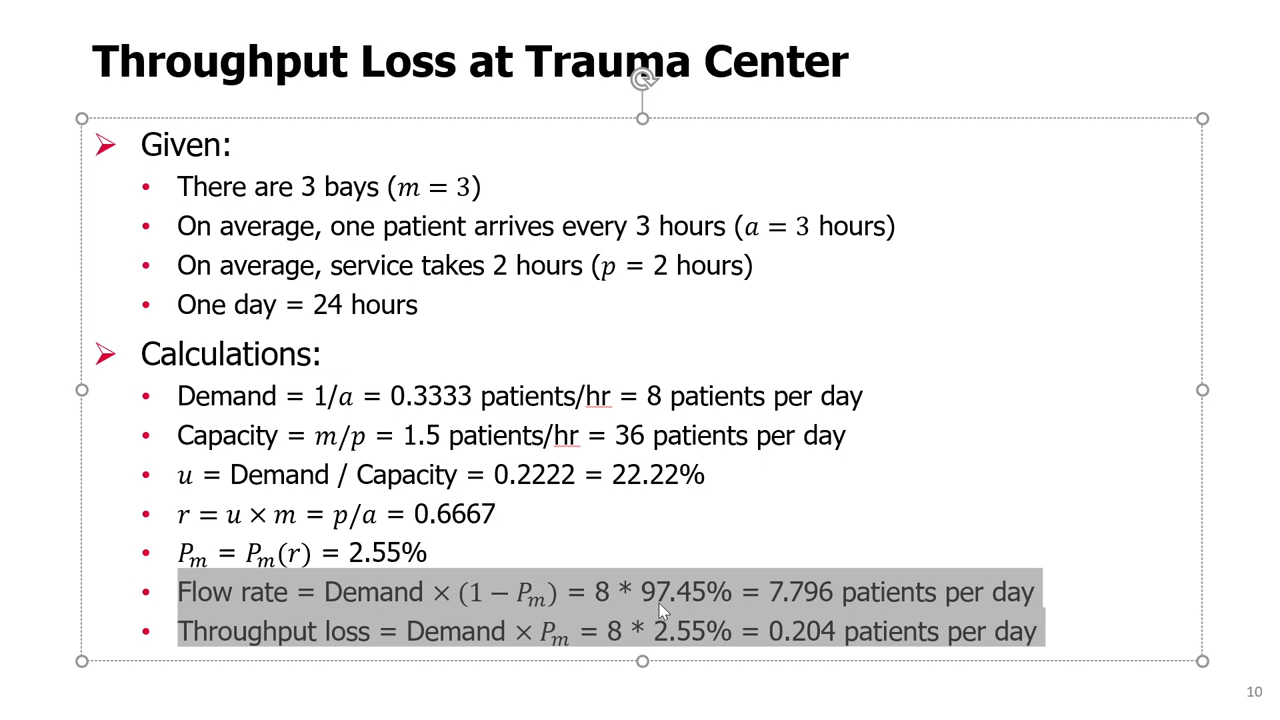 Throughput Loss at Trauma Center
➢ Given:
• There are 3 bays (m = 3)
• On average, one patient arrives every 3 hours (a = 3 hours)
• On average, service takes 2 hours (p = 2 hours)
• One day = 24 hours
➢ Calculations:
• Demand = 1/a = 0.3333 patients/hr = 8 patients per day
• Capacity = m/p = 1.5 patients/hr = 36 patients per day
• u = Demand / Capacity = 0.2222 = 22.22%
• r = u × m = p/a = 0.6667
• Pₘ = Pₘ(r) = 2.55%
• Flow rate = Demand × (1 − Pₘ) = 8 * 97.45% = 7.796 patients per day
• Throughput loss = Demand × Pₘ = 8 * 2.55% = 0.204 patients per day
10